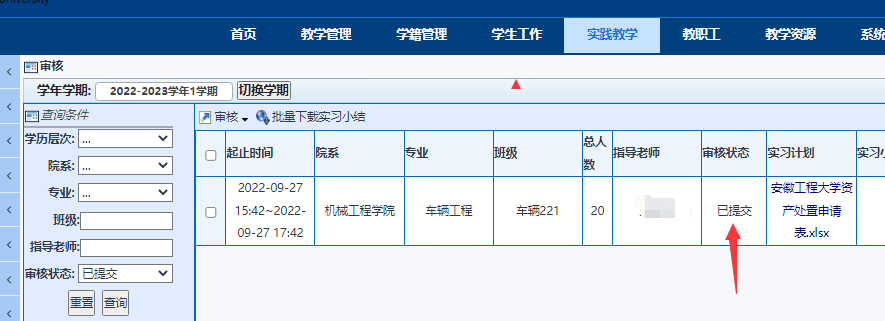 University
首页 教学管理 学籍管理 学生工作 实践教学 教职工 教学资源 系统
审核
学年学期: 2022-2023学年1学期 切换学期
查询条件
审核 批量下载实习小结
学历层次: ...
院系: ...
专业: ...
班级:
指导老师:
审核状态: 已提交
重置 查询
起止时间 院系 专业 班级 总人数 指导老师 审核状态 实习计划 实习小
2022-09-27
15:42~2022-
09-27 17:42
机械工程学院 车辆工程 车辆221 20 已提交
安徽工程大学资
产处置申请
表.xlsx